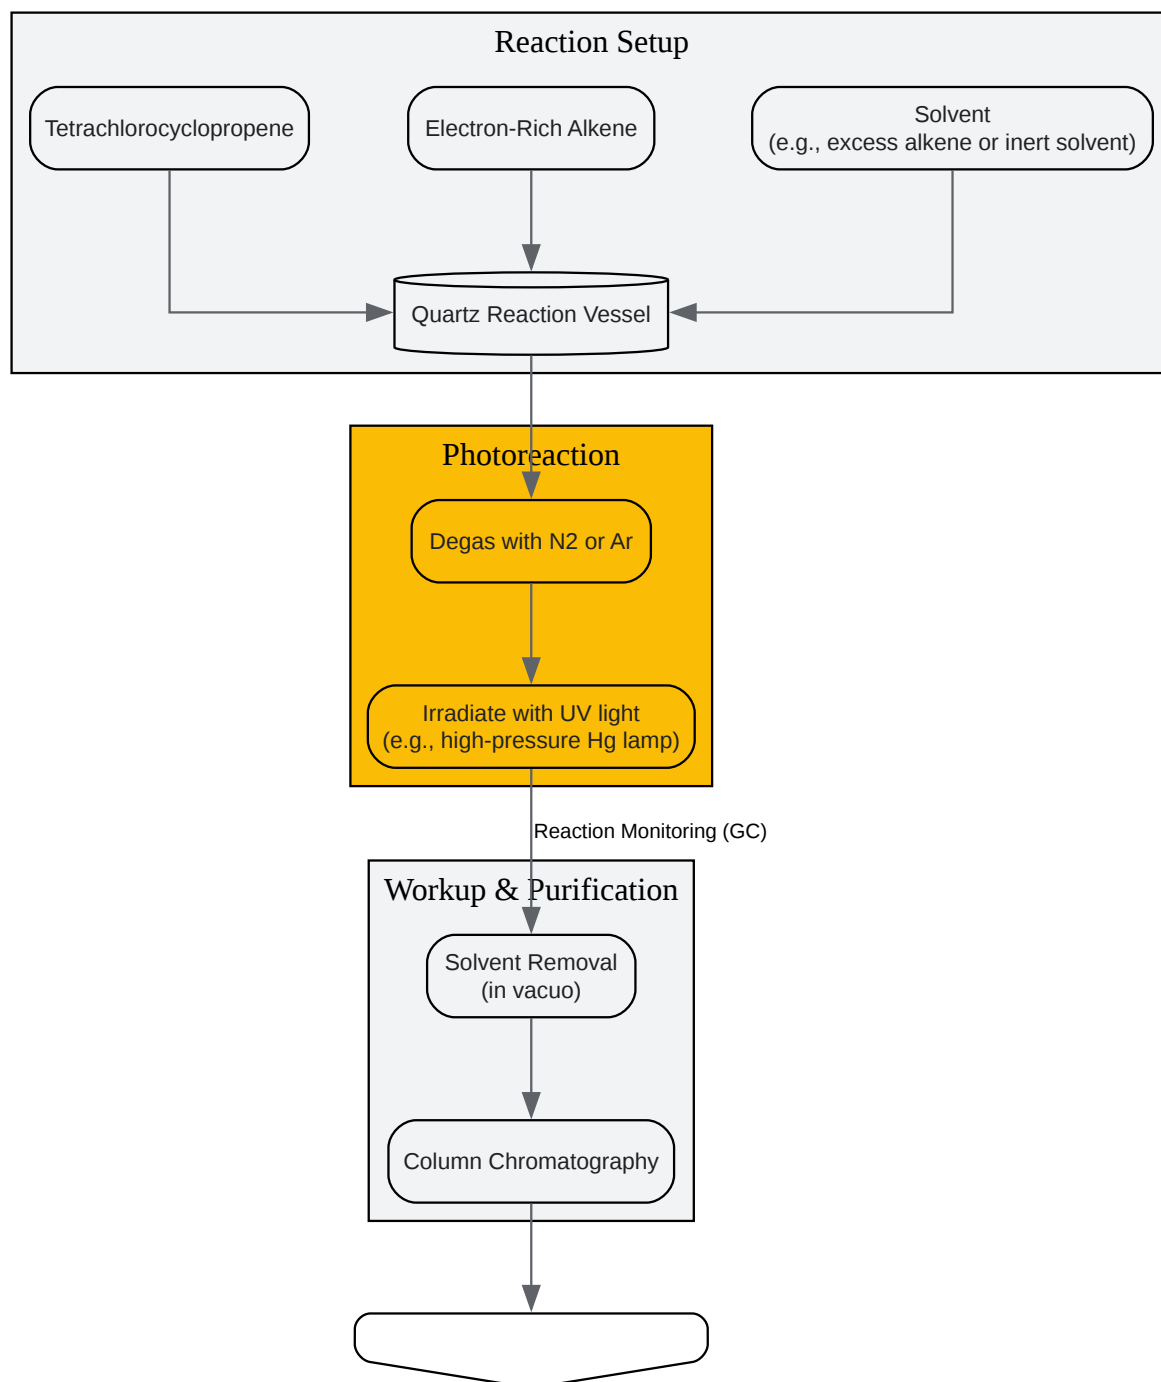 Reaction Setup
Tetrachlorocyclopropene
Electron-Rich Alkene
Solvent
(e.g., excess alkene or inert solvent)
Quartz Reaction Vessel
Photoreaction
Degas with N2 or Ar
Irradiate with UV light
(e.g., high-pressure Hg lamp)
Reaction Monitoring (GC)
Workup & Purification
Solvent Removal
(in vacuo)
Column Chromatography